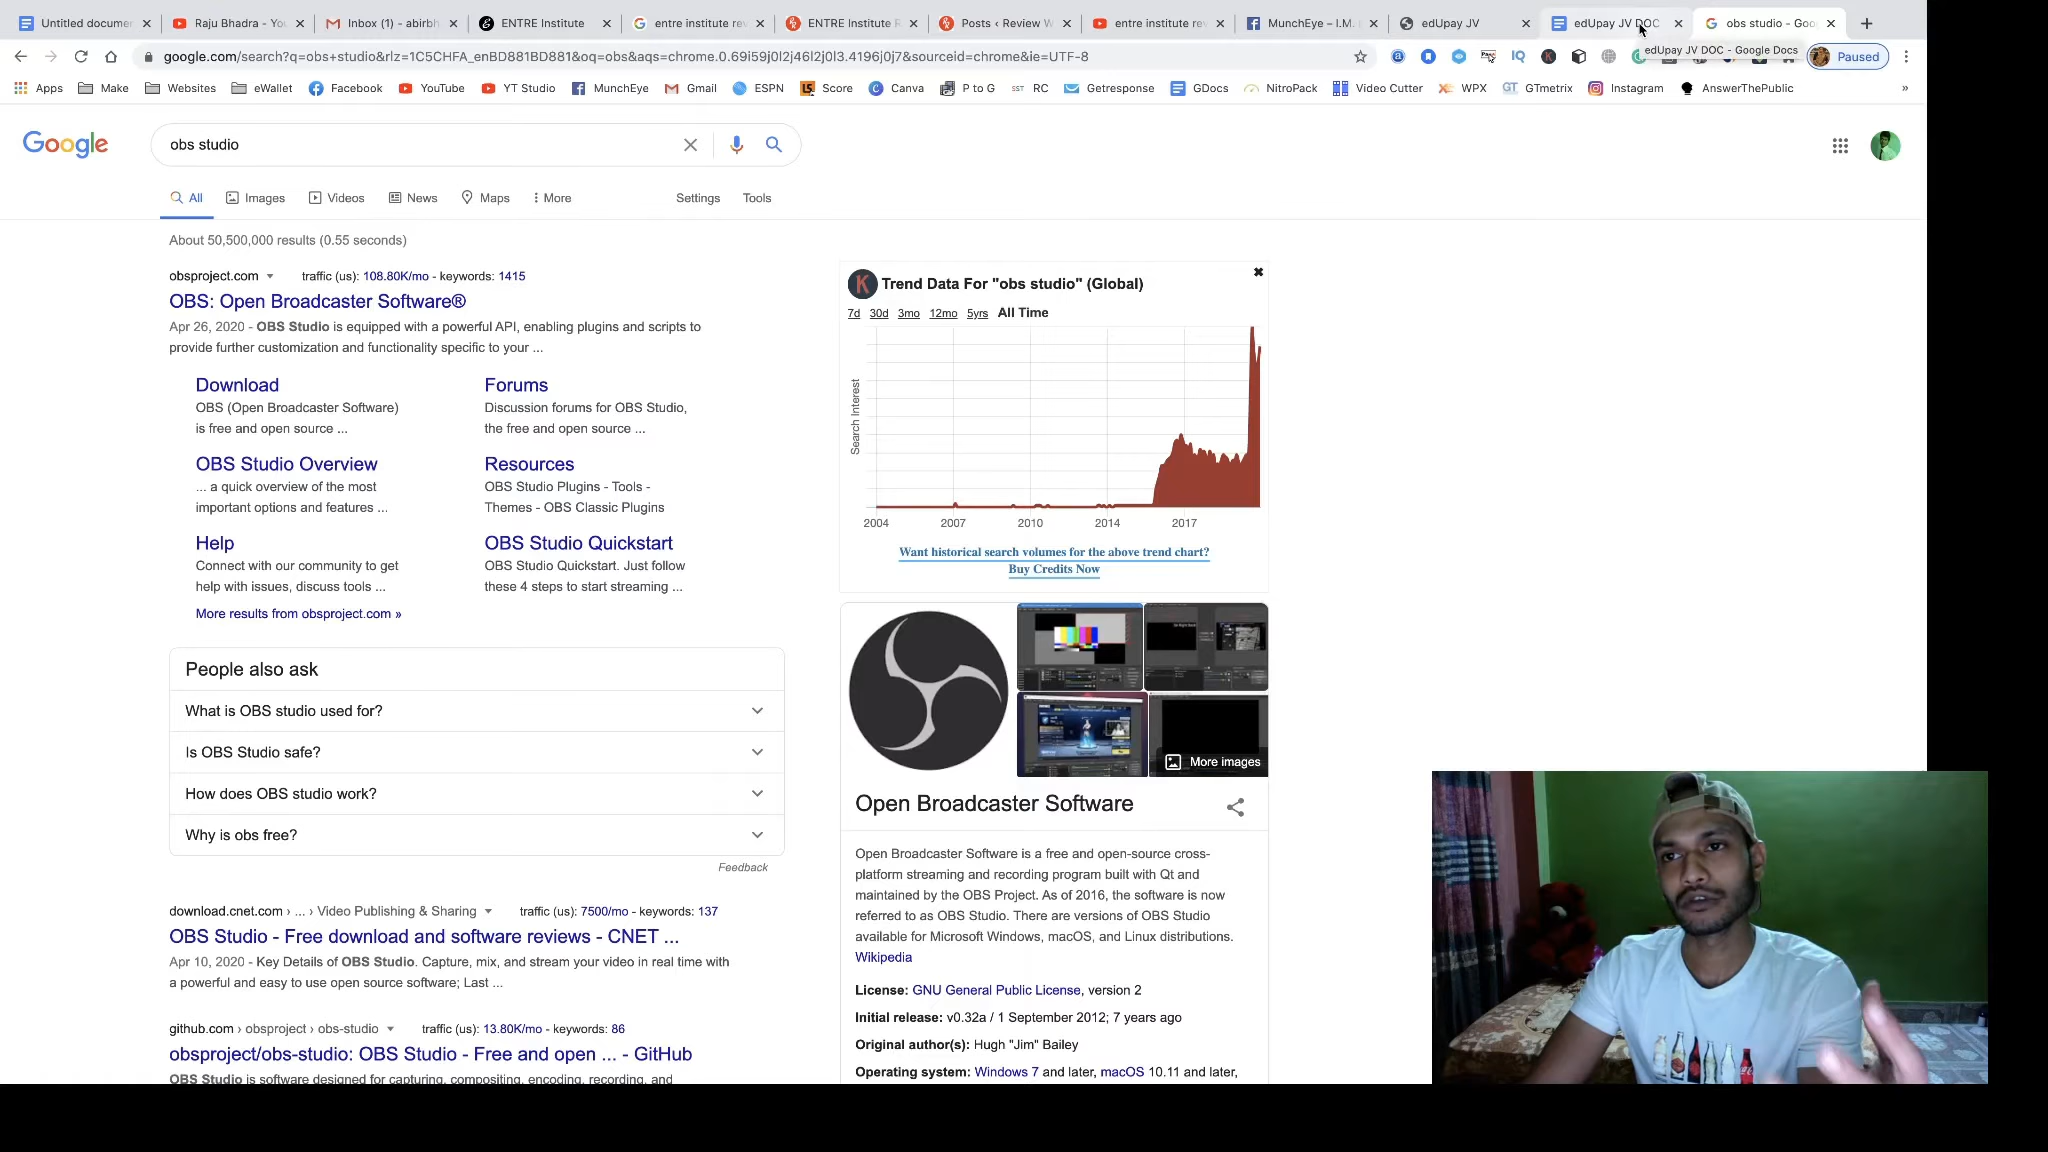 Untitled documen
Raju Bhadra - You
Inbox (1) - abirbh
ENTRE Institute
entre institute rev
ENTRE Institute R
Posts ‹ Review W
entre institute rev
MunchEye – I.M. L
edUpay JV
edUpay JV DOC
obs studio - Goo
google.com/search?q=obs+studio&rlz=1C5CHFA_enBD881BD881&oq=obs&aqs=chrome.0.69i59j0l2j46l2j0l3.4196j0j7&sourceid=chrome&ie=UTF-8
edUpay JV DOC - Google Docs
Paused
Apps
Make
Websites
eWallet
Facebook
YouTube
YT Studio
MunchEye
Gmail
ESPN
Score
Canva
P to G
RC
Getresponse
GDocs
NitroPack
Video Cutter
WPX
GTmetrix
Instagram
AnswerThePublic
Google
obs studio
All
Images
Videos
News
Maps
More
Settings
Tools
About 50,500,000 results (0.55 seconds)
obsproject.com
traffic (us): 108.80K/mo - keywords: 1415
OBS: Open Broadcaster Software®
Apr 26, 2020 - OBS Studio is equipped with a powerful API, enabling plugins and scripts to
provide further customization and functionality specific to your ...
Download
OBS (Open Broadcaster Software)
is free and open source ...
Forums
Discussion forums for OBS Studio,
the free and open source ...
OBS Studio Overview
... a quick overview of the most
important options and features ...
Resources
OBS Studio Plugins - Tools -
Themes - OBS Classic Plugins
Help
Connect with our community to get
help with issues, discuss tools ...
OBS Studio Quickstart
OBS Studio Quickstart. Just follow
these 4 steps to start streaming ...
More results from obsproject.com »
People also ask
What is OBS studio used for?
Is OBS Studio safe?
How does OBS studio work?
Why is obs free?
Feedback
download.cnet.com › ... › Video Publishing & Sharing
traffic (us): 7500/mo - keywords: 137
OBS Studio - Free download and software reviews - CNET ...
Apr 10, 2020 - Key Details of OBS Studio. Capture, mix, and stream your video in real time with
a powerful and easy to use open source software; Last ...
github.com › obsproject › obs-studio
traffic (us): 13.80K/mo - keywords: 86
obsproject/obs-studio: OBS Studio - Free and open ... - GitHub
OBS Studio is software designed for capturing, compositing, encoding, recording, and
K
Trend Data For "obs studio" (Global)
7d 30d 3mo 12mo 5yrs All Time
Search Interest
2004 2007 2010 2014 2017
Want historical search volumes for the above trend chart?
Buy Credits Now
More images
Open Broadcaster Software
Open Broadcaster Software is a free and open-source cross-
platform streaming and recording program built with Qt and
maintained by the OBS Project. As of 2016, the software is now
referred to as OBS Studio. There are versions of OBS Studio
available for Microsoft Windows, macOS, and Linux distributions.
Wikipedia
License: GNU General Public License, version 2
Initial release: v0.32a / 1 September 2012; 7 years ago
Original author(s): Hugh "Jim" Bailey
Operating system: Windows 7 and later, macOS 10.11 and later,